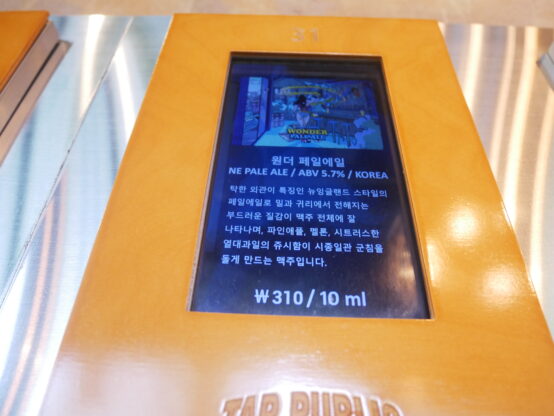 31
WONDER
PALE ALE
원더 페일에일
NE PALE ALE / ABV 5.7% / KOREA
탁한 외관이 특징인 뉴잉글랜드 스타일의
페일에일로 밀과 귀리에서 전해지는
부드러운 질감이 맥주 전체에 잘
나타나며, 파인애플, 멜론, 시트러스한
열대과일의 쥬시함이 시종일관 군침을
돌게 만드는 맥주입니다.
₩310 / 10 ml
TAP PUBLIC